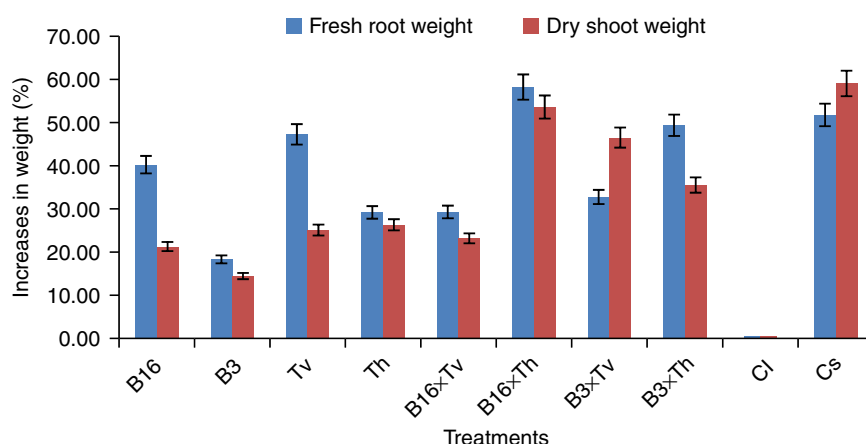 Fresh root weight Dry shoot weight
Increases in weight (%)
70.00
60.00
50.00
40.00
30.00
20.00
10.00
0.00
B16 B3 Tv Th B16×Tv B16×Th B3×Tv B3×Th CI Cs
Treatments